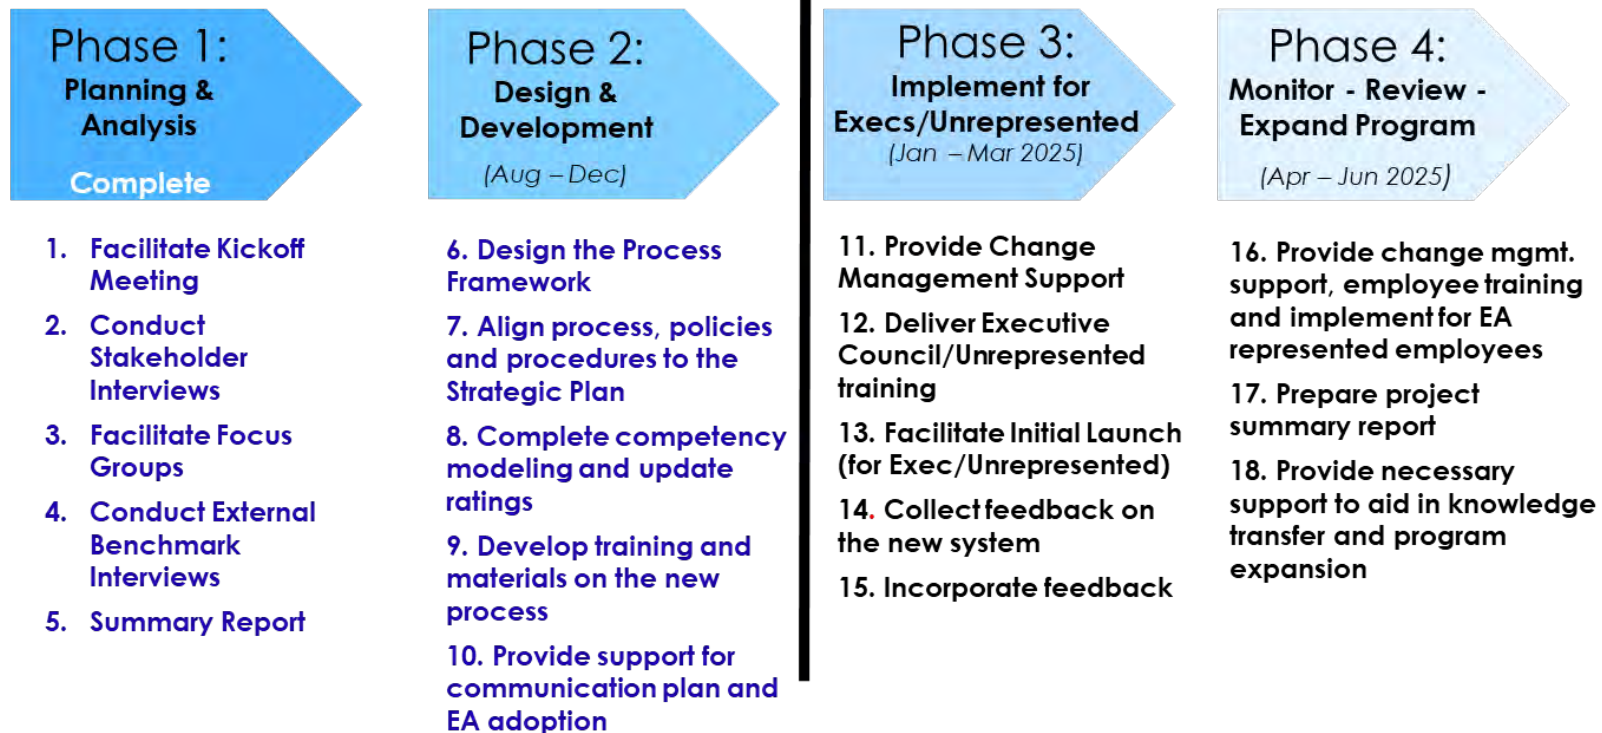 Phase 1:
Planning &
Analysis
Complete
1. Facilitate Kickoff
Meeting
2. Conduct
Stakeholder
Interviews
3. Facilitate Focus
Groups
4. Conduct External
Benchmark
Interviews
5. Summary Report
Phase 2:
Design &
Development
(Aug – Dec)
6. Design the Process
Framework
7. Align process, policies
and procedures to the
Strategic Plan
8. Complete competency
modeling and update
ratings
9. Develop training and
materials on the new
process
10. Provide support for
communication plan and
EA adoption
Phase 3:
Implement for
Execs/Unrepresented
(Jan – Mar 2025)
11. Provide Change
Management Support
12. Deliver Executive
Council/Unrepresented
training
13. Facilitate Initial Launch
(for Exec/Unrepresented)
14. Collect feedback on
the new system
15. Incorporate feedback
Phase 4:
Monitor - Review -
Expand Program
(Apr – Jun 2025)
16. Provide change mgmt.
support, employee training
and implement for EA
represented employees
17. Prepare project
summary report
18. Provide necessary
support to aid in knowledge
transfer and program
expansion